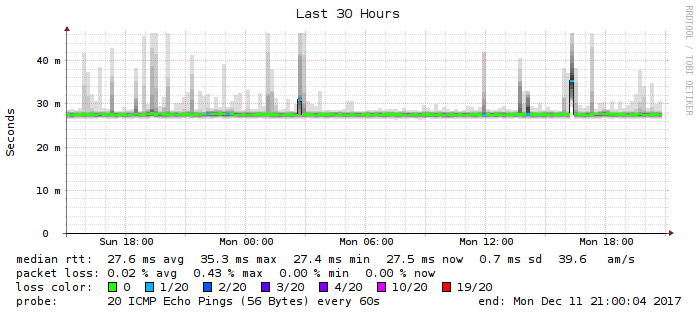 Last 30 Hours
RRDTOOL / TOBI OETIKER
Seconds
40 m
30 m
20 m
10 m
0
Sun 18:00 Mon 00:00 Mon 06:00 Mon 12:00 Mon 18:00
median rtt: 27.6 ms avg 35.3 ms max 27.4 ms min 27.5 ms now 0.7 ms sd 39.6 am/s
packet loss: 0.02 % avg 0.43 % max 0.00 % min 0.00 % now
loss color: 0 1/20 2/20 3/20 4/20 10/20 19/20
probe: 20 ICMP Echo Pings (56 Bytes) every 60s end: Mon Dec 11 21:00:04 2017